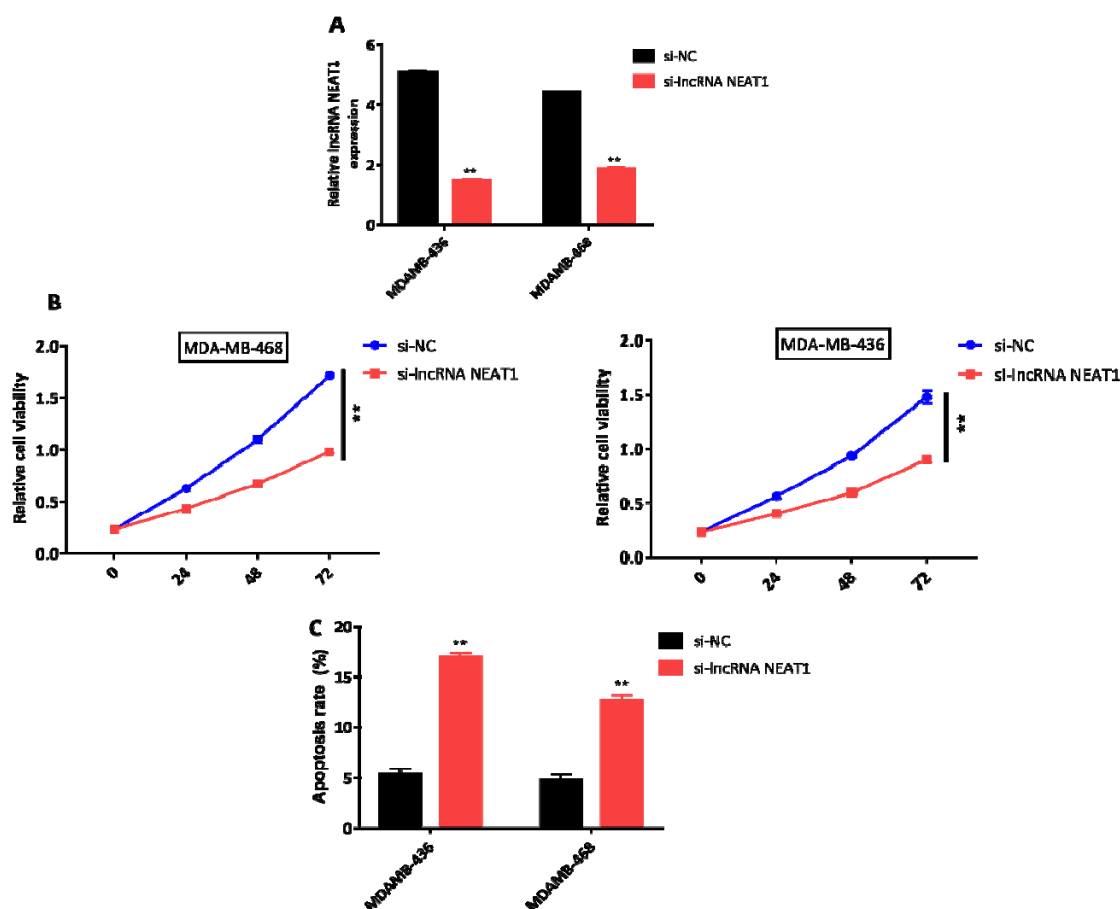 A
Relative lncRNA NEAT1
expression
6
4
2
0
**
**
MDAMB-436
MDAMB-468
si-NC
si-lncRNA NEAT1
B
MDA-MB-468
Relative cell viability
2.0
1.5
1.0
0.5
0.0
0
24
48
72
si-NC
si-lncRNA NEAT1
**
MDA-MB-436
Relative cell viability
2.0
1.5
1.0
0.5
0.0
0
24
48
72
si-NC
si-lncRNA NEAT1
**
C
Apoptosis rate (%)
20
15
10
5
0
**
**
MDAMB-436
MDAMB-468
si-NC
si-lncRNA NEAT1